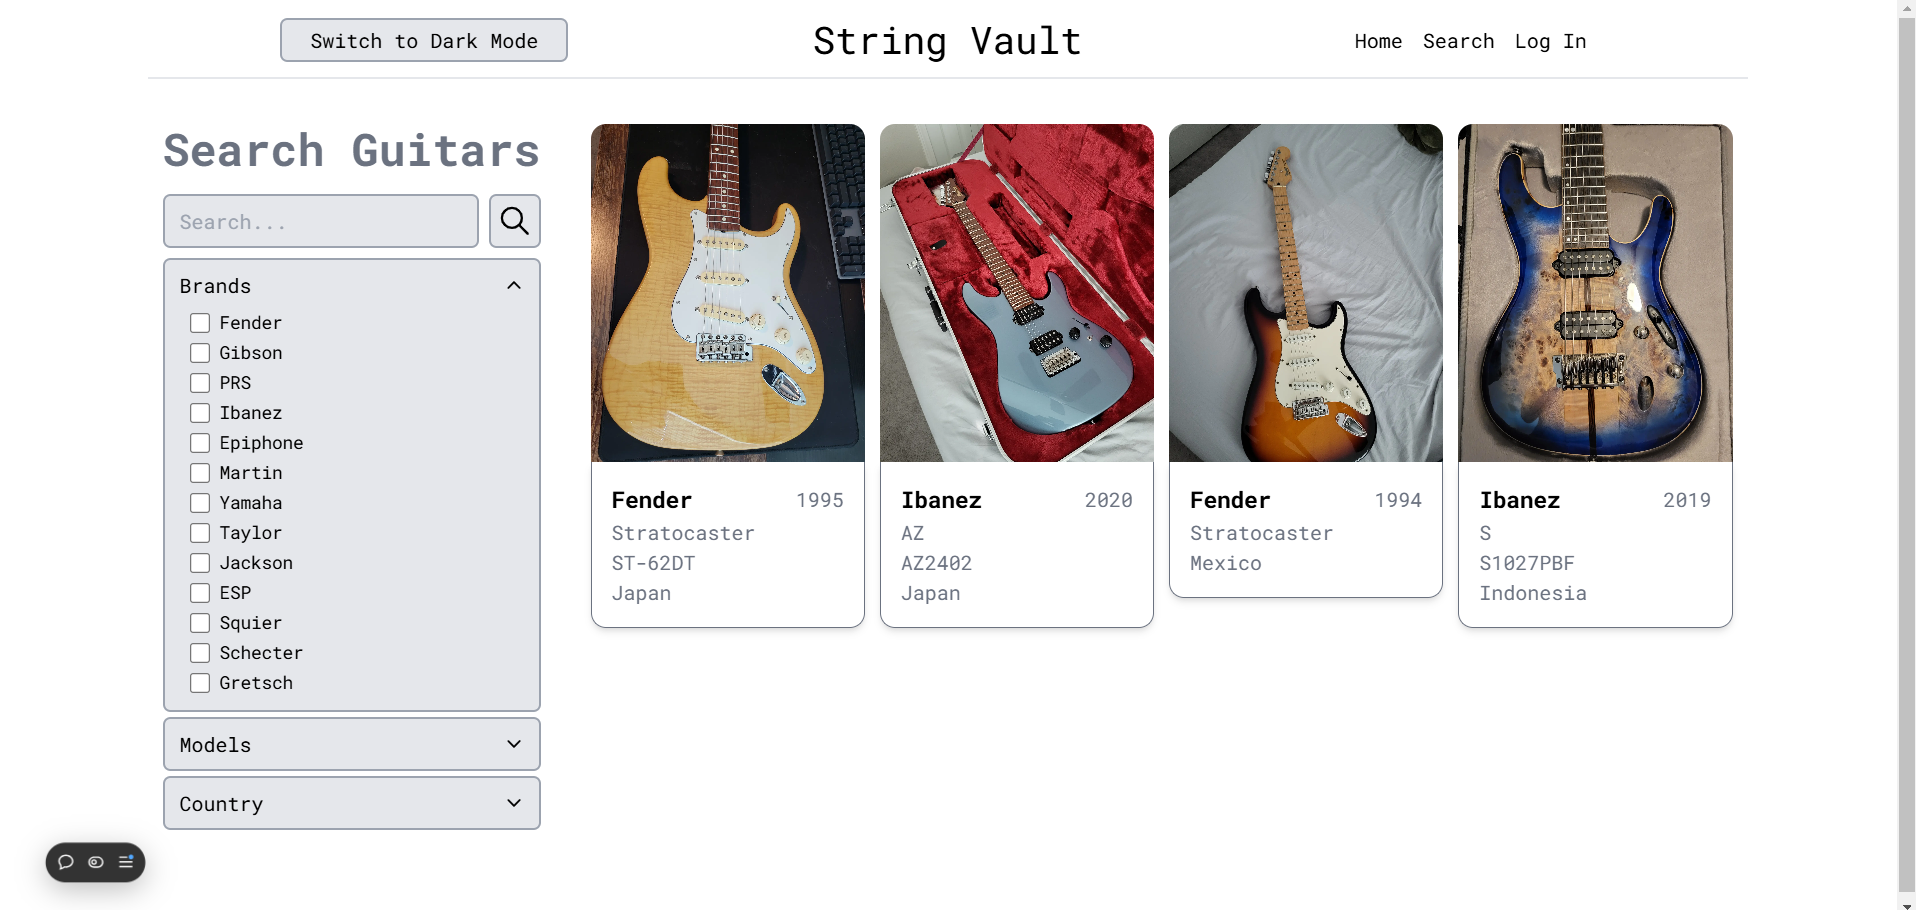 Switch to Dark Mode
String Vault
Home Search Log In
Search Guitars
Search...
Brands
Fender
Gibson
PRS
Ibanez
Epiphone
Martin
Yamaha
Taylor
Jackson
ESP
Squier
Schecter
Gretsch
Models
Country
Fender 1995
Stratocaster
ST-62DT
Japan
Ibanez 2020
AZ
AZ2402
Japan
Fender 1994
Stratocaster
Mexico
Ibanez 2019
S
S1027PBF
Indonesia